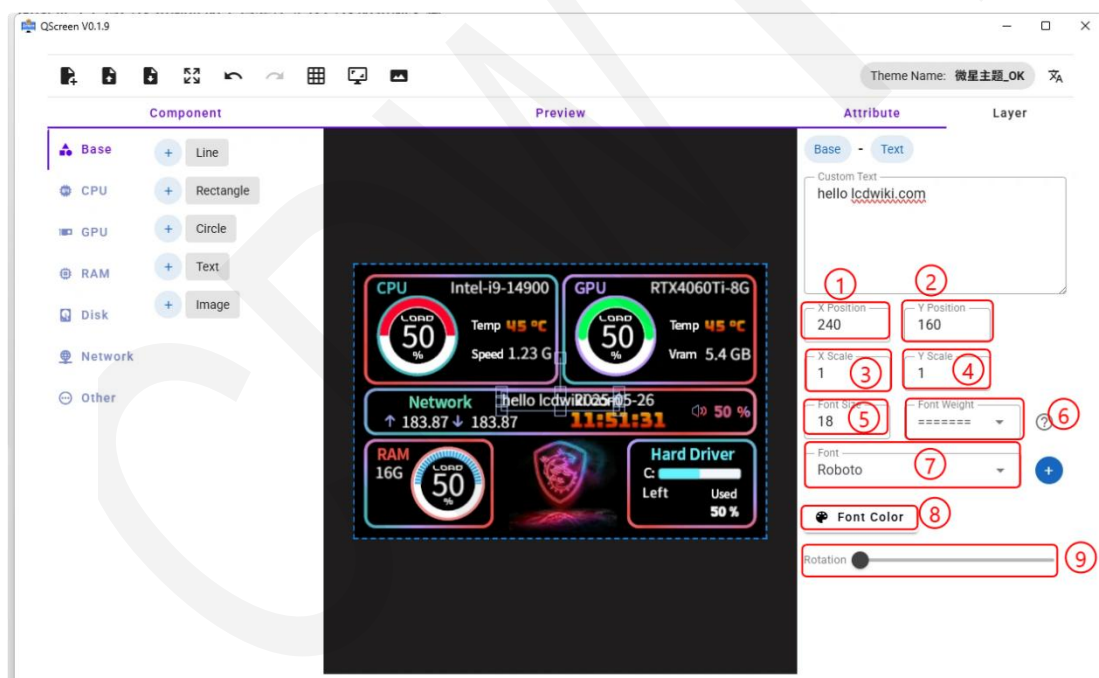 QScreen V0.1.9
Theme Name: 微星主題_OK
Component
Preview
Attribute
Layer
Base
CPU
GPU
RAM
Disk
Network
Other
+ Line
+ Rectangle
+ Circle
+ Text
+ Image
CPU Intel-i9-14900
LOAD
50
%
Temp 45 °C
Speed 1.23 G
GPU RTX4060Ti-8G
LOAD
50
%
Temp 45 °C
Vram 5.4 GB
Network
↑ 183.87 ↓ 183.87
hello lcdwiki.com
2025-05-26
11:51:31
50 %
RAM
16G
LOAD
50
%
Hard Driver
C:
Left Used
50 %
Base - Text
Custom Text
hello lcdwiki.com
①
②
X Position
240
Y Position
160
X Scale
1
③
Y Scale
1
④
Font Size
18
⑤
Font Weight
=======
?
⑥
Font
Roboto
⑦
+
Font Color
⑧
Rotation
⑨